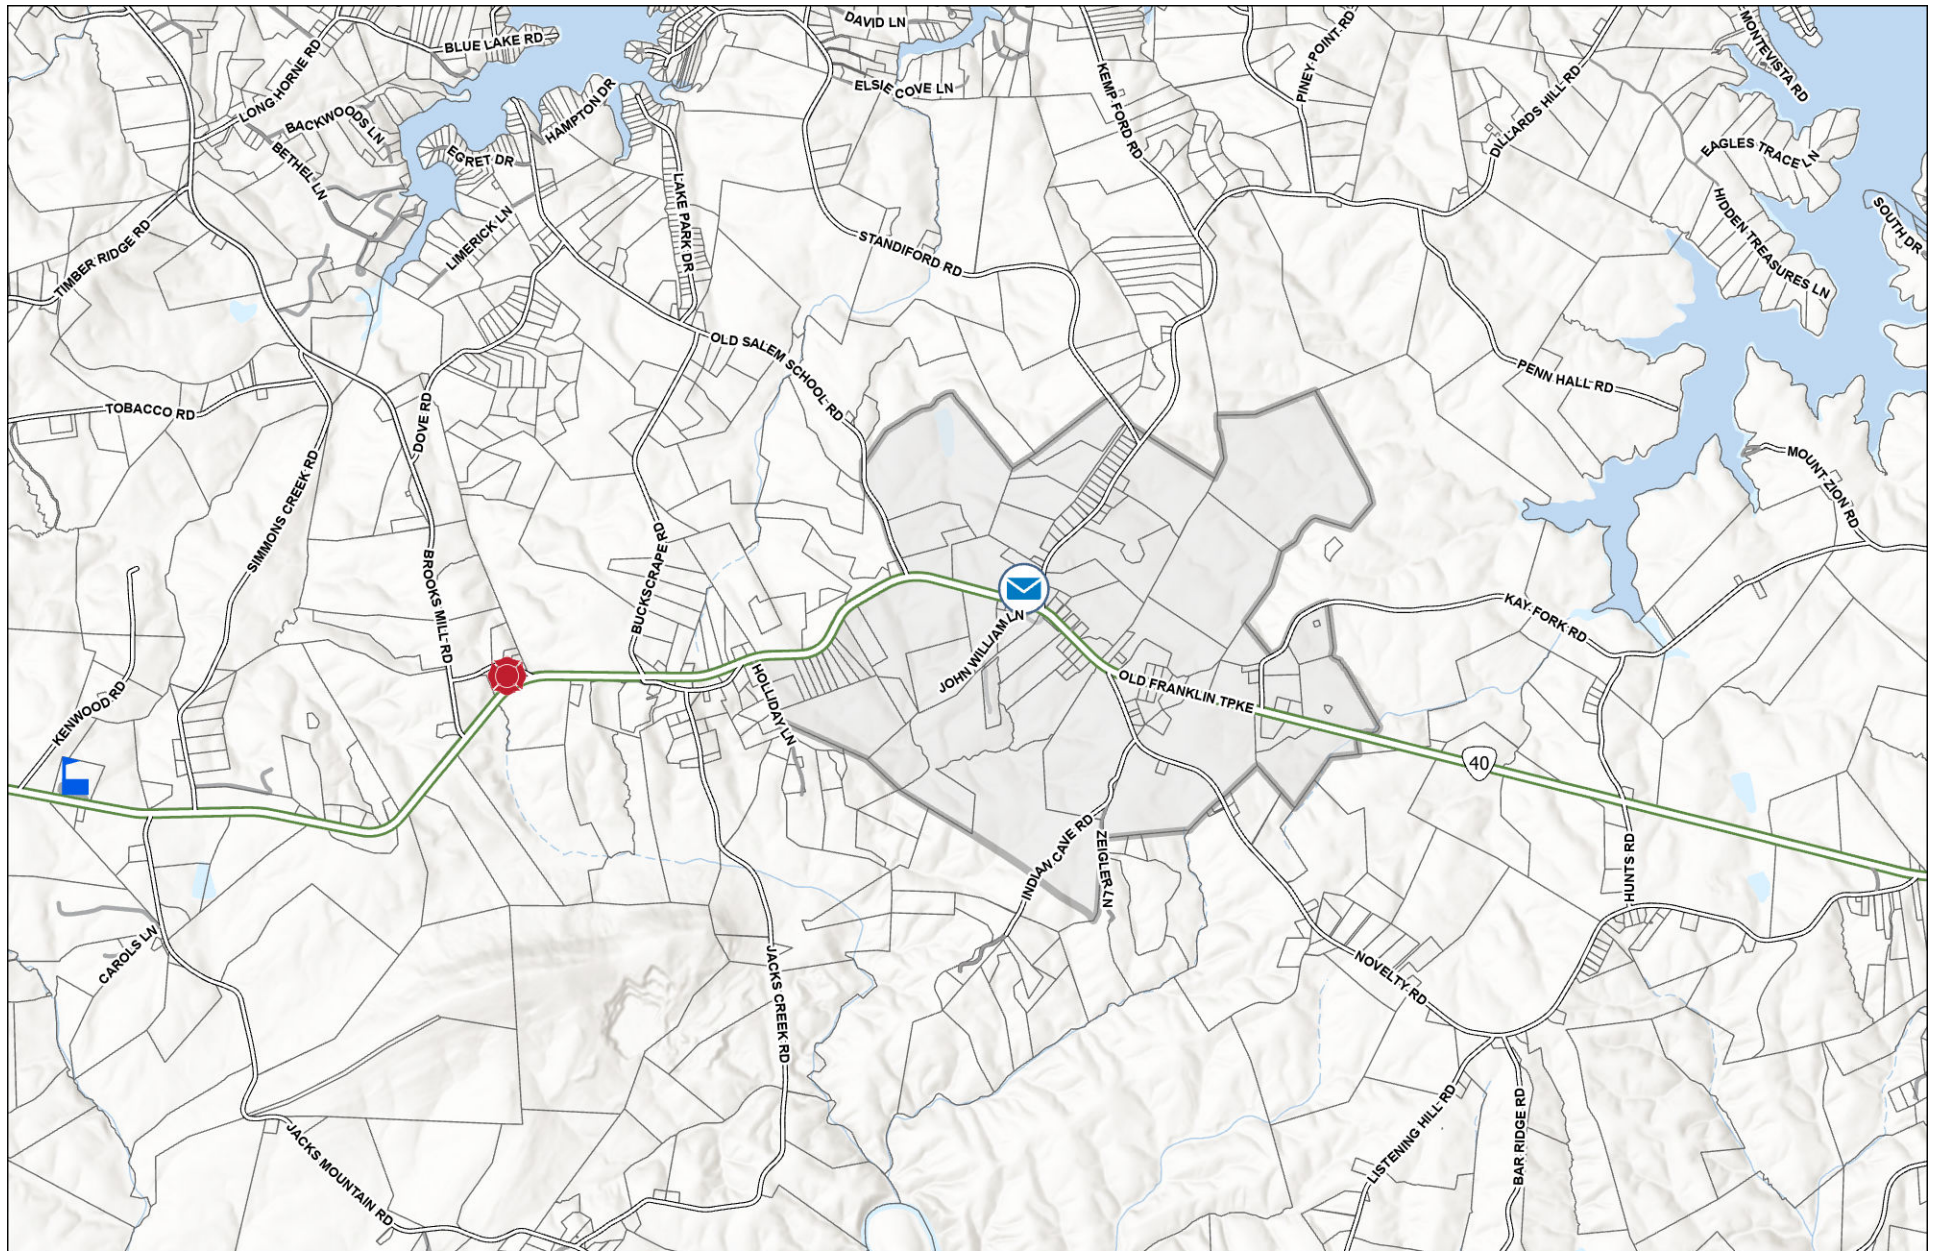 DAVID LN
BLUE LAKE RD
PINEY POINT RD
MONTEVISTA RD
LONG HORNE RD
ELSIE COVE LN
KEMP FORD RD
DILLARDS HILL RD
BACKWOODS LN
HAMPTON DR
EGRET DR
BETHEL LN
EAGLES TRACE LN
LAKE PARK DR
LIMERICK LN
HIDDEN TREASURES LN
SOUTH DR
TIMBER RIDGE RD
STANDIFORD RD
OLD SALEM SCHOOL RD
PENN HALL RD
TOBACCO RD
DOVE RD
MOUNT ZION RD
SIMMONS CREEK RD
BUCKSCRAPE RD
BROOKS MILL RD
KAY FORK RD
JOHN WILLIAM LN
HOLLIDAY LN
OLD FRANKLIN TPKE
KENWOOD RD
40
INDIAN CAVE RD
ZEIGLER LN
HUNTS RD
CAROLS LN
NOVELTY RD
JACKS CREEK RD
LISTENING HILL RD
BAR RIDGE RD
JACKS MOUNTAIN RD